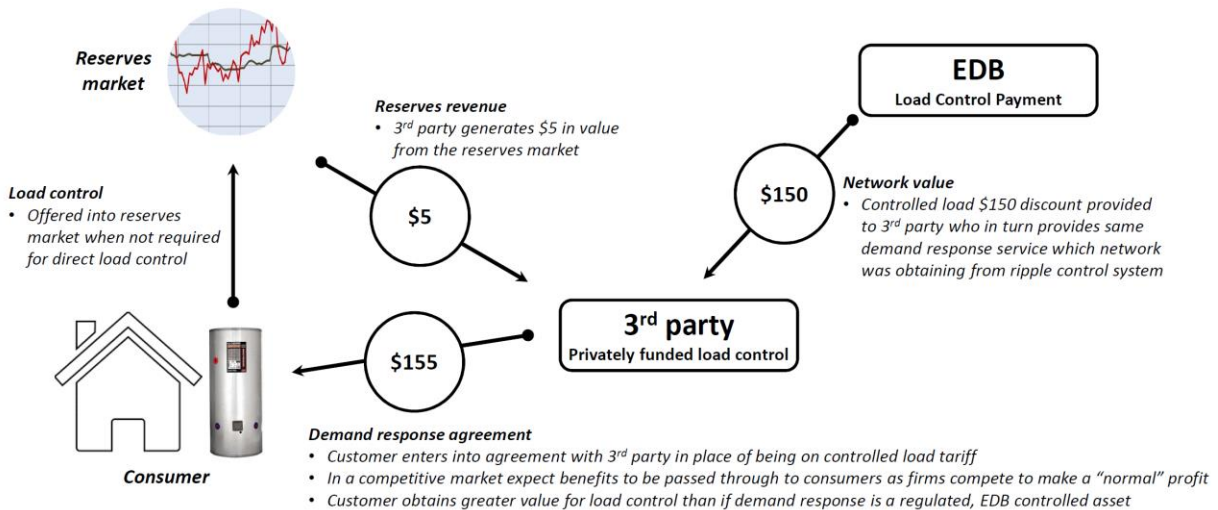 Reserves
market
EDB
Load Control Payment
Reserves revenue
• 3rd party generates $5 in value
from the reserves market
$5
$150
Load control
• Offered into reserves
market when not required
for direct load control
Network value
• Controlled load $150 discount provided
to 3rd party who in turn provides same
demand response service which network
was obtaining from ripple control system
3rd party
Privately funded load control
$155
Consumer
Demand response agreement
• Customer enters into agreement with 3rd party in place of being on controlled load tariff
• In a competitive market expect benefits to be passed through to consumers as firms compete to make a “normal” profit
• Customer obtains greater value for load control than if demand response is a regulated, EDB controlled asset